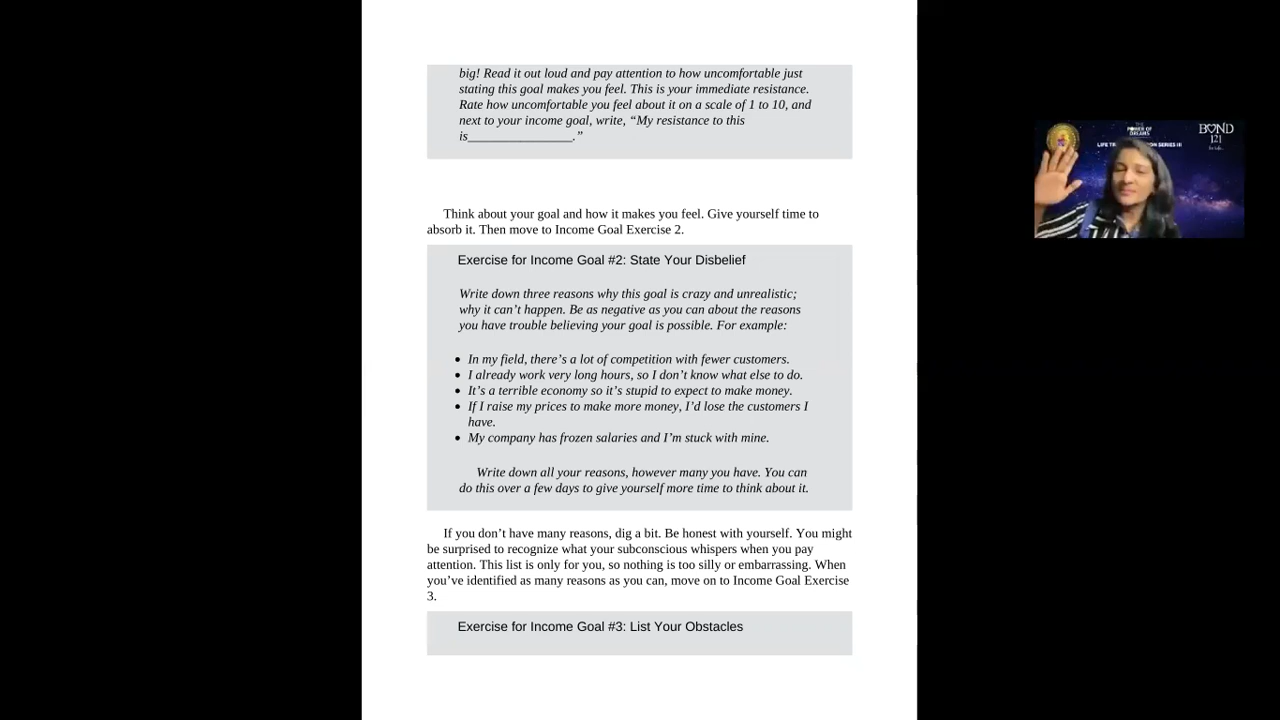 big! Read it out loud and pay attention to how uncomfortable just
stating this goal makes you feel. This is your immediate resistance.
Rate how uncomfortable you feel about it on a scale of 1 to 10, and
next to your income goal, write, “My resistance to this
is________________.”
Think about your goal and how it makes you feel. Give yourself time to
absorb it. Then move to Income Goal Exercise 2.
Exercise for Income Goal #2: State Your Disbelief
Write down three reasons why this goal is crazy and unrealistic;
why it can’t happen. Be as negative as you can about the reasons
you have trouble believing your goal is possible. For example:
• In my field, there’s a lot of competition with fewer customers.
• I already work very long hours, so I don’t know what else to do.
• It’s a terrible economy so it’s stupid to expect to make money.
• If I raise my prices to make more money, I’d lose the customers I
have.
• My company has frozen salaries and I’m stuck with mine.
Write down all your reasons, however many you have. You can
do this over a few days to give yourself more time to think about it.
If you don’t have many reasons, dig a bit. Be honest with yourself. You might
be surprised to recognize what your subconscious whispers when you pay
attention. This list is only for you, so nothing is too silly or embarrassing. When
you’ve identified as many reasons as you can, move on to Income Goal Exercise
3.
Exercise for Income Goal #3: List Your Obstacles
THE
POWER OF
DREAMS
LIFE TR ON SERIES III
BOND
121